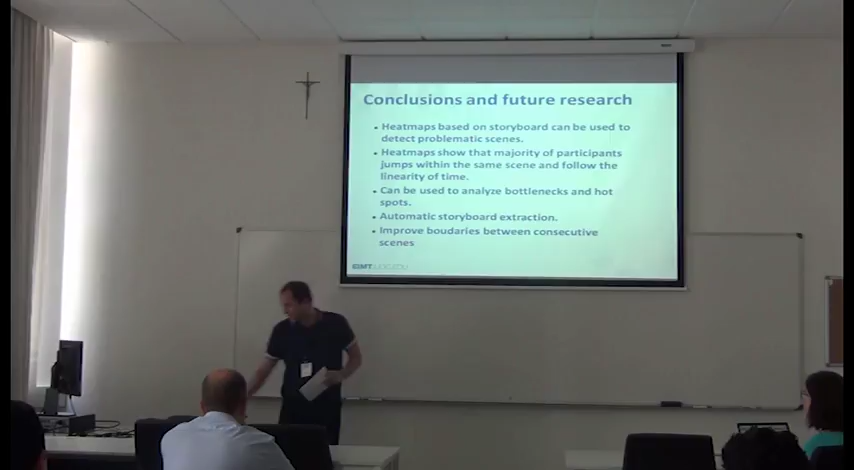 Conclusions and future research
• Heatmaps based on storyboard can be used to
detect problematic scenes.
• Heatmaps show that majority of participants
jumps within the same scene and follow the
linearity of time.
• Can be used to analyze bottlenecks and hot
spots.
• Automatic storyboard extraction.
• Improve boudaries between consecutive
scenes